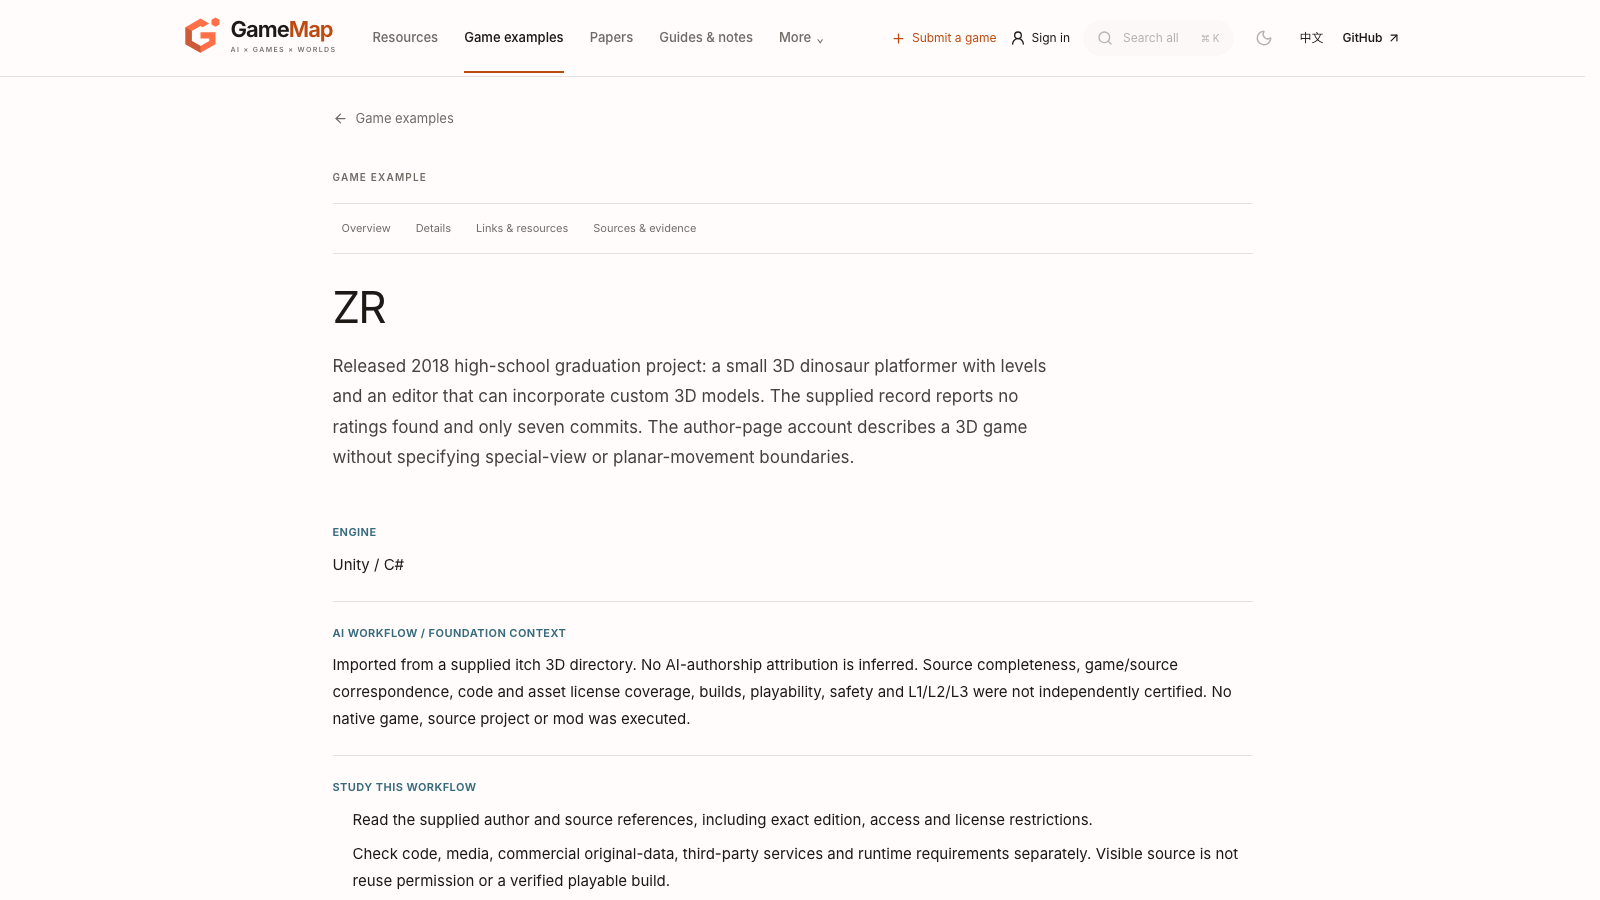 GameMap
AI × GAMES × WORLDS
Resources
Game examples
Papers
Guides & notes
More
Submit a game
Sign in
Search all
⌘ K
中文
GitHub
Game examples
GAME EXAMPLE
Overview
Details
Links & resources
Sources & evidence
ZR
Released 2018 high-school graduation project: a small 3D dinosaur platformer with levels
and an editor that can incorporate custom 3D models. The supplied record reports no
ratings found and only seven commits. The author-page account describes a 3D game
without specifying special-view or planar-movement boundaries.
ENGINE
Unity / C#
AI WORKFLOW / FOUNDATION CONTEXT
Imported from a supplied itch 3D directory. No AI-authorship attribution is inferred. Source completeness, game/source
correspondence, code and asset license coverage, builds, playability, safety and L1/L2/L3 were not independently certified. No
native game, source project or mod was executed.
STUDY THIS WORKFLOW
Read the supplied author and source references, including exact edition, access and license restrictions.
Check code, media, commercial original-data, third-party services and runtime requirements separately. Visible source is not
reuse permission or a verified playable build.